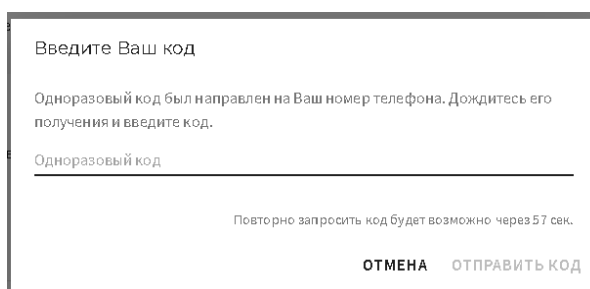 Введите Ваш код
Одноразовый код был направлен на Ваш номер телефона. Дождитесь его
получения и введите код.
Одноразовый код
Повторно запросить код будет возможно через 57 сек.
ОТМЕНА ОТПРАВИТЬ КОД